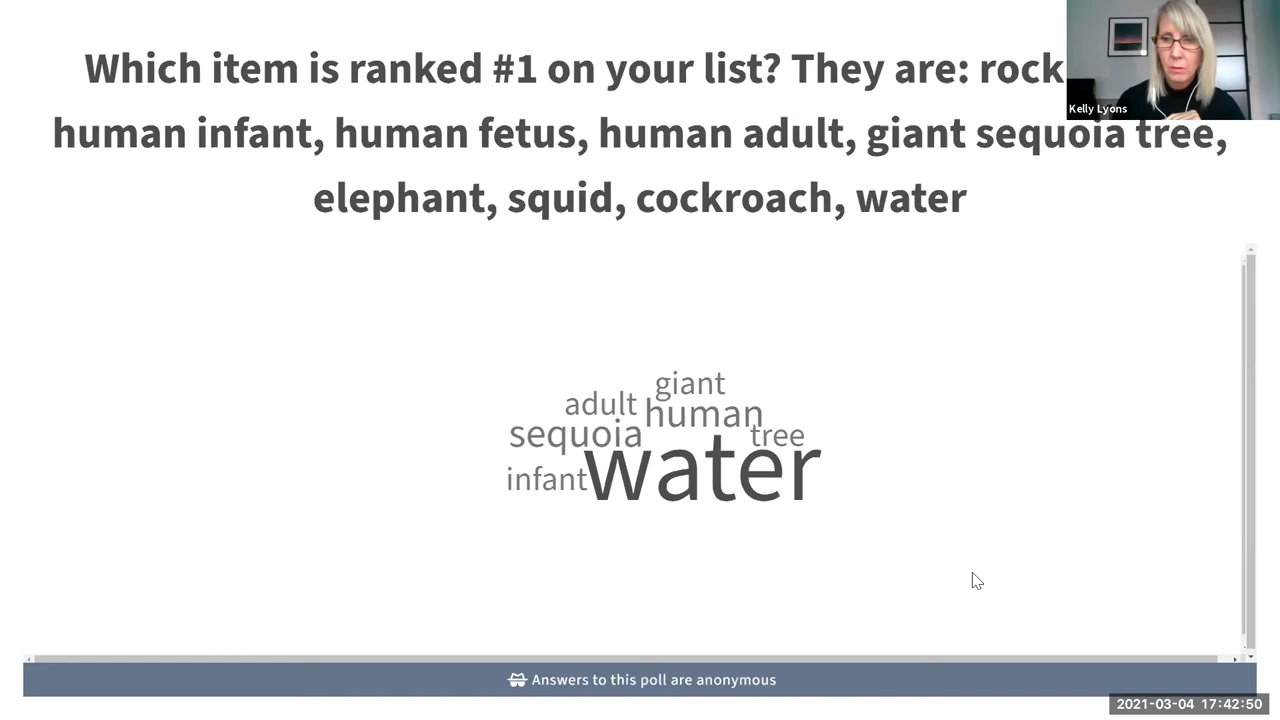 Which item is ranked #1 on your list? They are: rock
human infant, human fetus, human adult, giant sequoia tree,
elephant, squid, cockroach, water
Kelly Lyons
giant
adult
human
sequoia
tree
water
infant
Answers to this poll are anonymous
2021-03-04 17:42:50